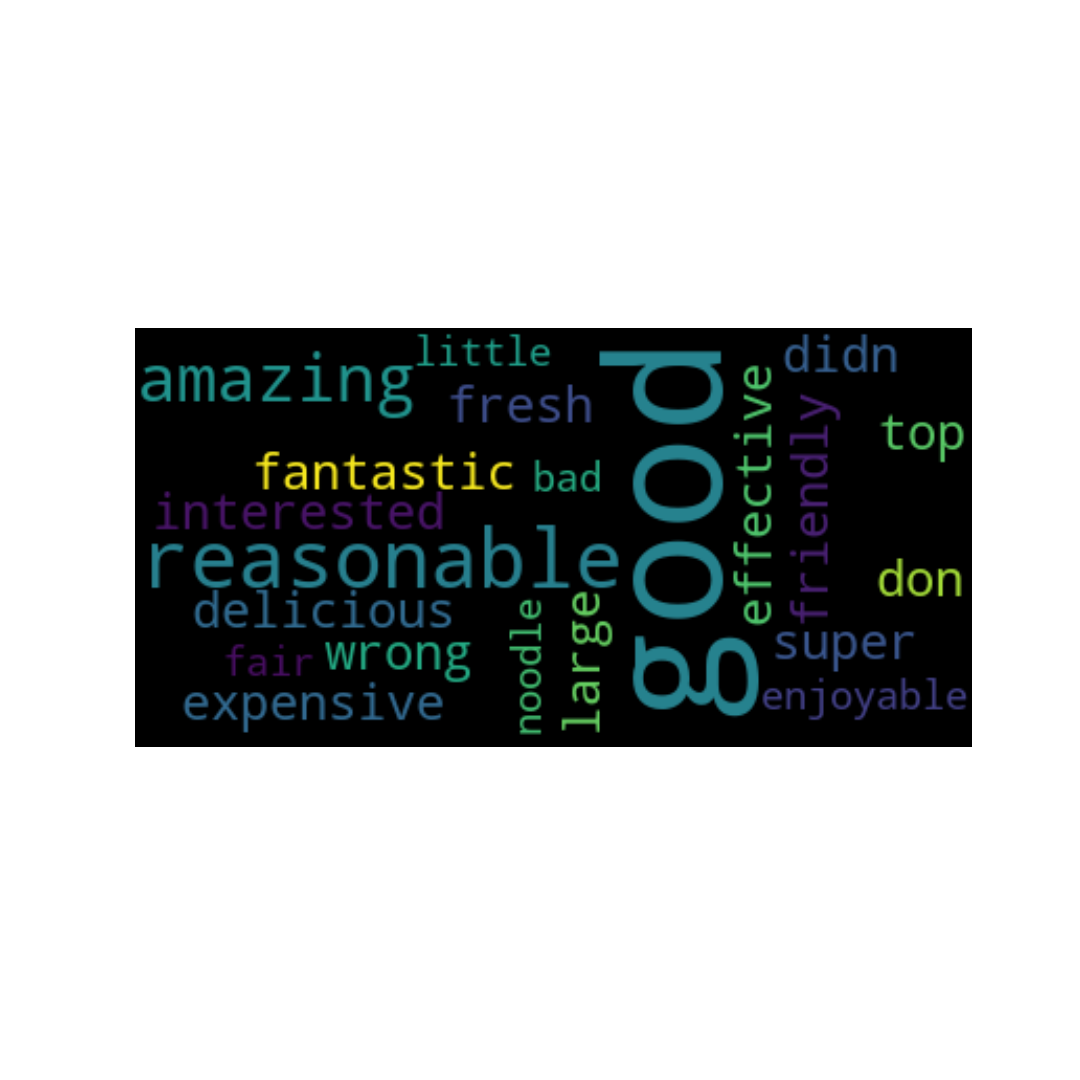 amazing
little
fresh
fantastic
bad
interested
reasonable
delicious
fair
wrong
expensive
noodle
large
good
effective
friendly
didn
top
don
super
enjoyable